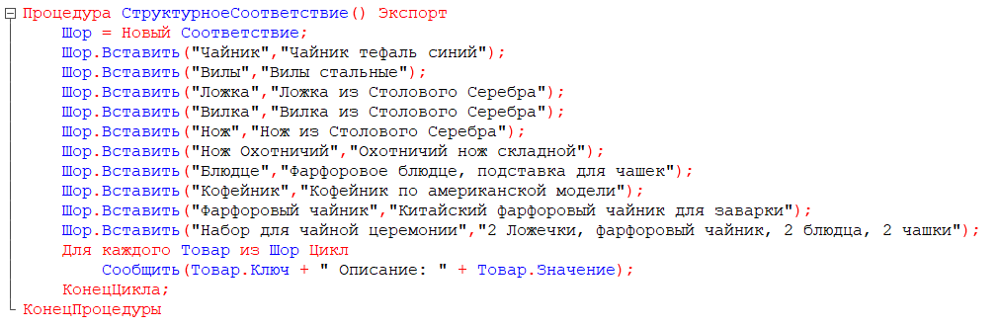 Процедура СтруктурноеСоответствие() Экспорт
Шор = Новый Соответствие;
Шор.Вставить("Чайник","Чайник тефаль синий");
Шор.Вставить("Вилы","Вилы стальные");
Шор.Вставить("Ложка","Ложка из Столового Серебра");
Шор.Вставить("Вилка","Вилка из Столового Серебра");
Шор.Вставить("Нож","Нож из Столового Серебра");
Шор.Вставить("Нож Охотничий","Охотничий нож складной");
Шор.Вставить("Блюдце","Фарфоровое блюдце, подставка для чашек");
Шор.Вставить("Кофейник","Кофейник по американской модели");
Шор.Вставить("Фарфоровый чайник","Китайский фарфоровый чайник для заварки");
Шор.Вставить("Набор для чайной церемонии","2 Ложечки, фарфоровый чайник, 2 блюдца, 2 чашки");
Для каждого Товар из Шор Цикл
Сообщить(Товар.Ключ + " Описание: " + Товар.Значение);
КонецЦикла;
КонецПроцедуры